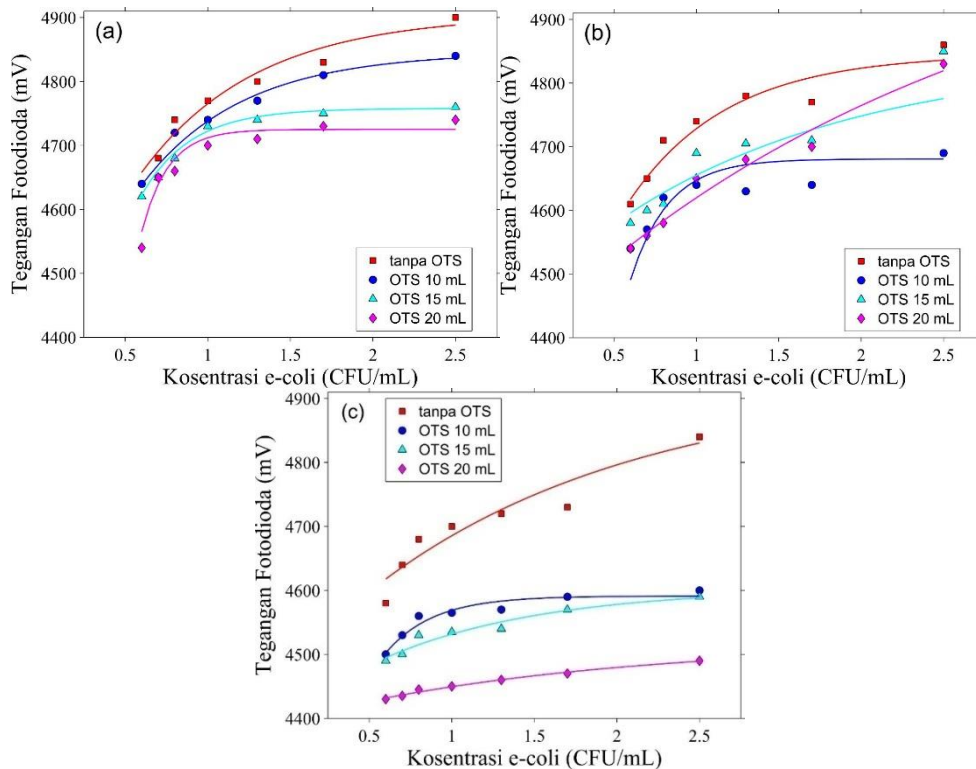 (a)
4900
4800
4700
4600
4500
4400
Tegangan Fotodioda (mV)
tanpa OTS
OTS 10 mL
OTS 15 mL
OTS 20 mL
0.5
1
1.5
2
2.5
Kosentrasi e-coli (CFU/mL)
(b)
4900
4800
4700
4600
4500
4400
Tegangan Fotodioda (mV)
tanpa OTS
OTS 10 mL
OTS 15 mL
OTS 20 mL
0.5
1
1.5
2
2.5
Kosentrasi e-coli (CFU/mL)
(c)
4900
4800
4700
4600
4500
4400
Tegangan Fotodioda (mV)
tanpa OTS
OTS 10 mL
OTS 15 mL
OTS 20 mL
0.5
1
1.5
2
2.5
Kosentrasi e-coli (CFU/mL)